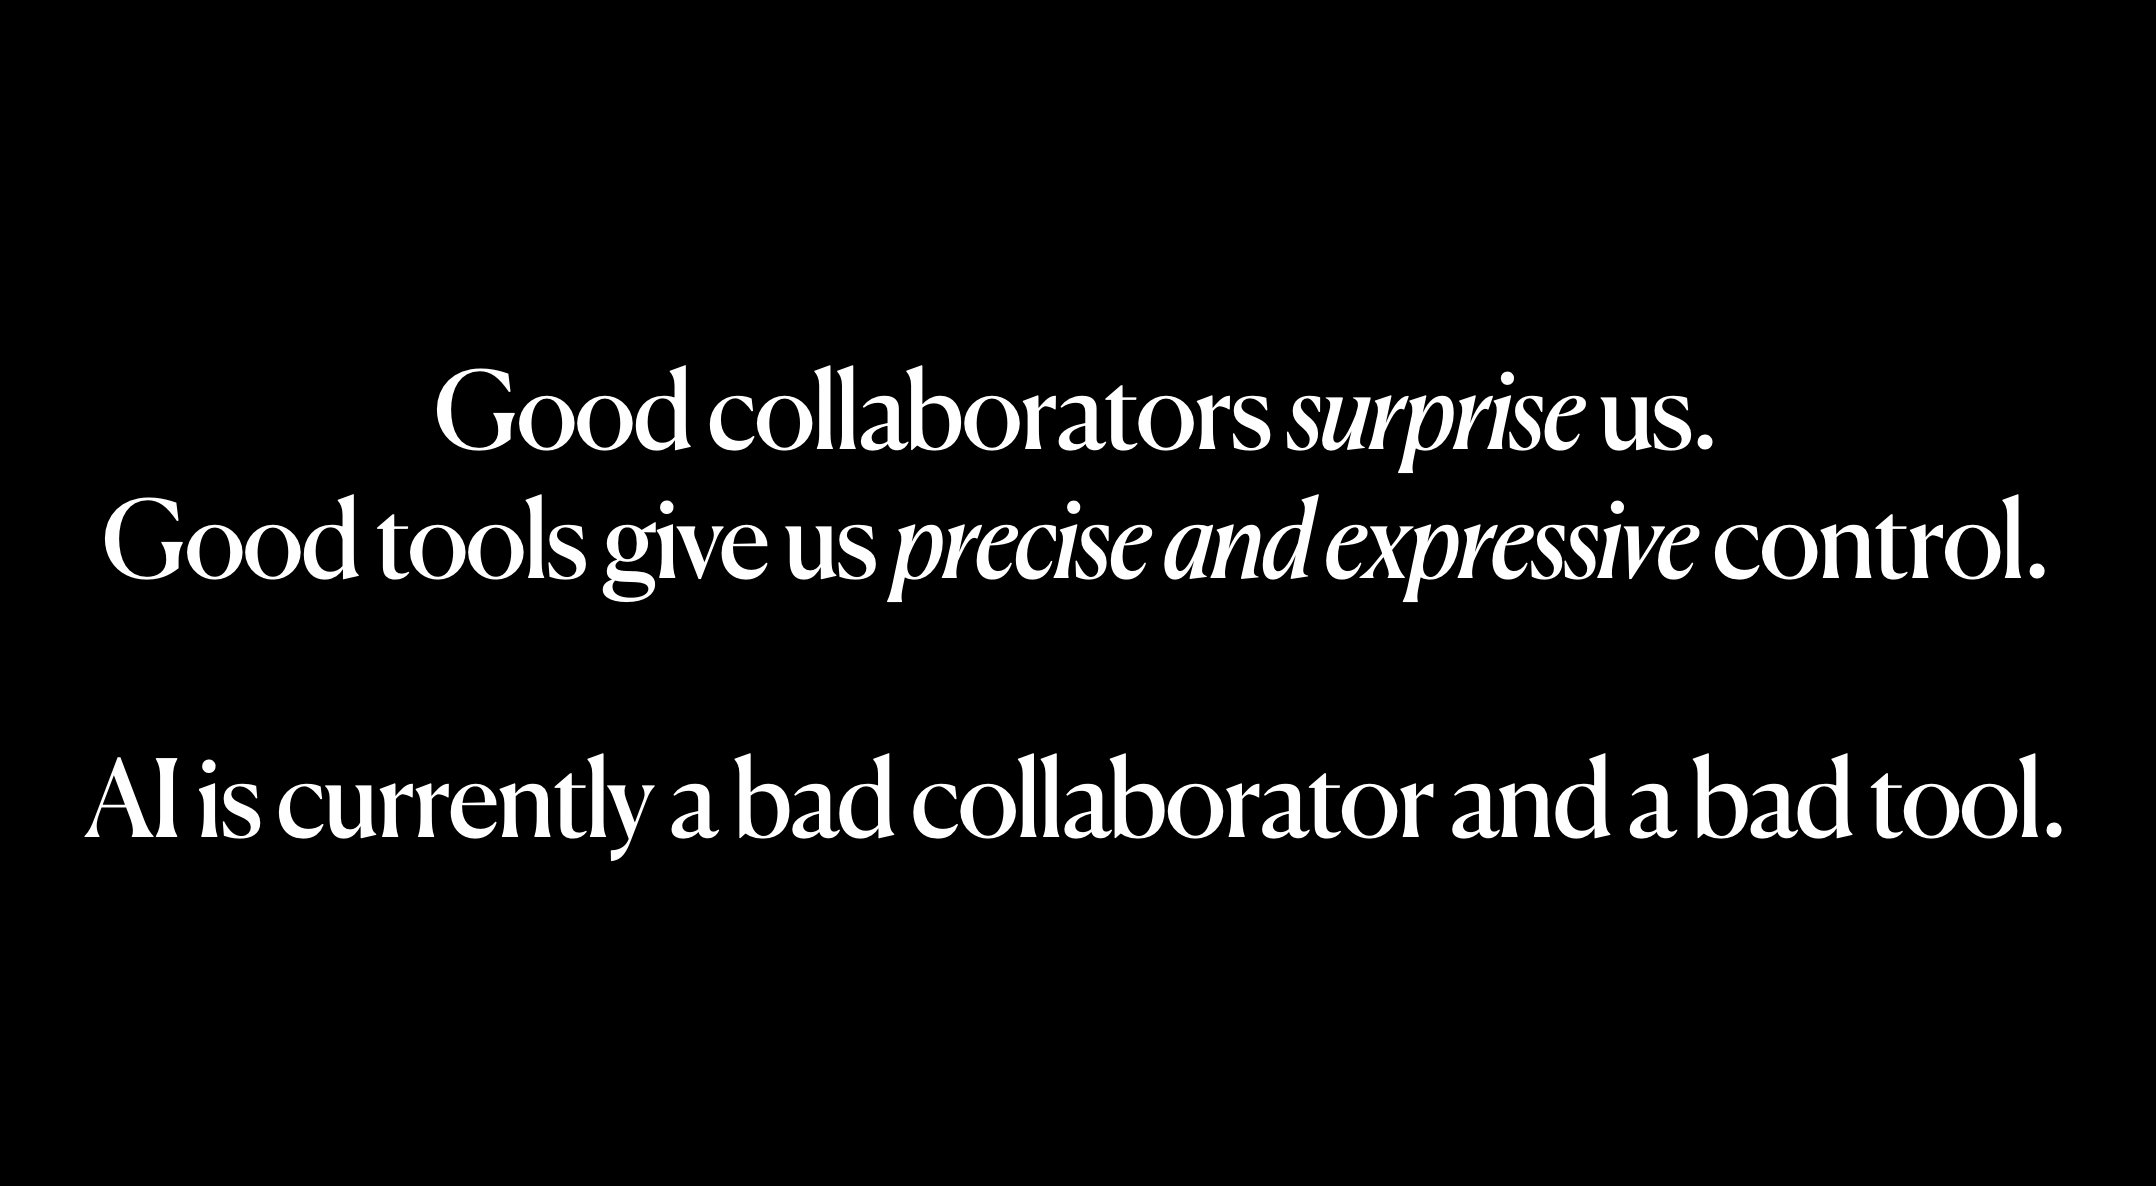 Good collaborators surprise us.
Good tools give us precise and expressive control.
AI is currently a bad collaborator and a bad tool.